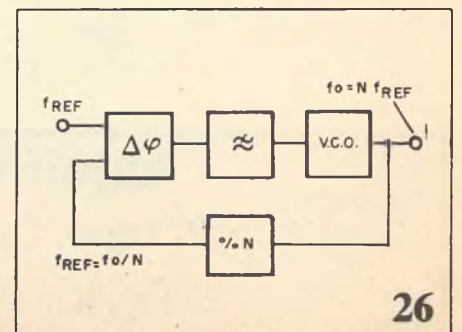 fo=N fREF
fREF
Δφ
≈
V.C.O.
% N
fREF=fo/N
26